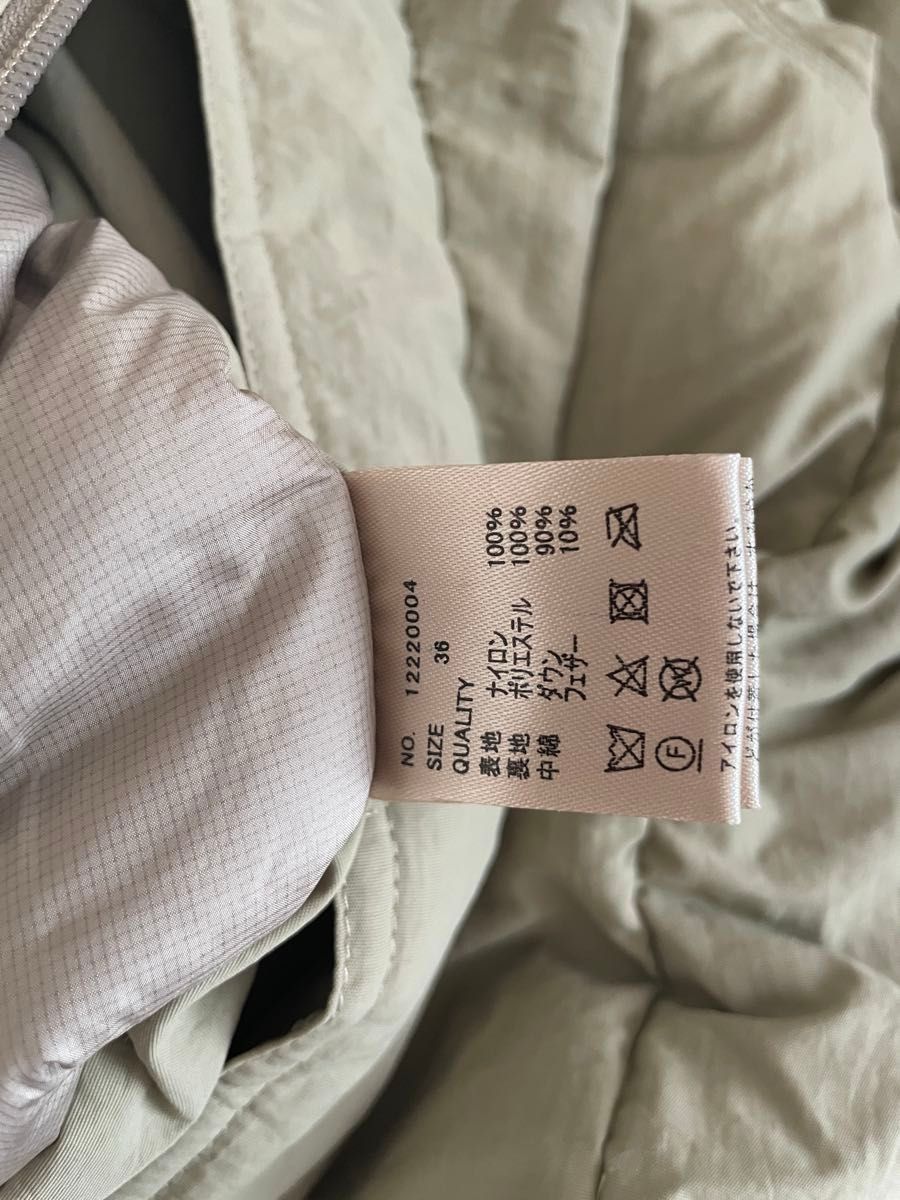 NO. 12220004
SIZE 36
QUALITY
表地 ナイロン 100%
裏地 ポリエステル 100%
中綿 ダウン 90%
フェザー 10%
F
アイロンを使用しないで下さい